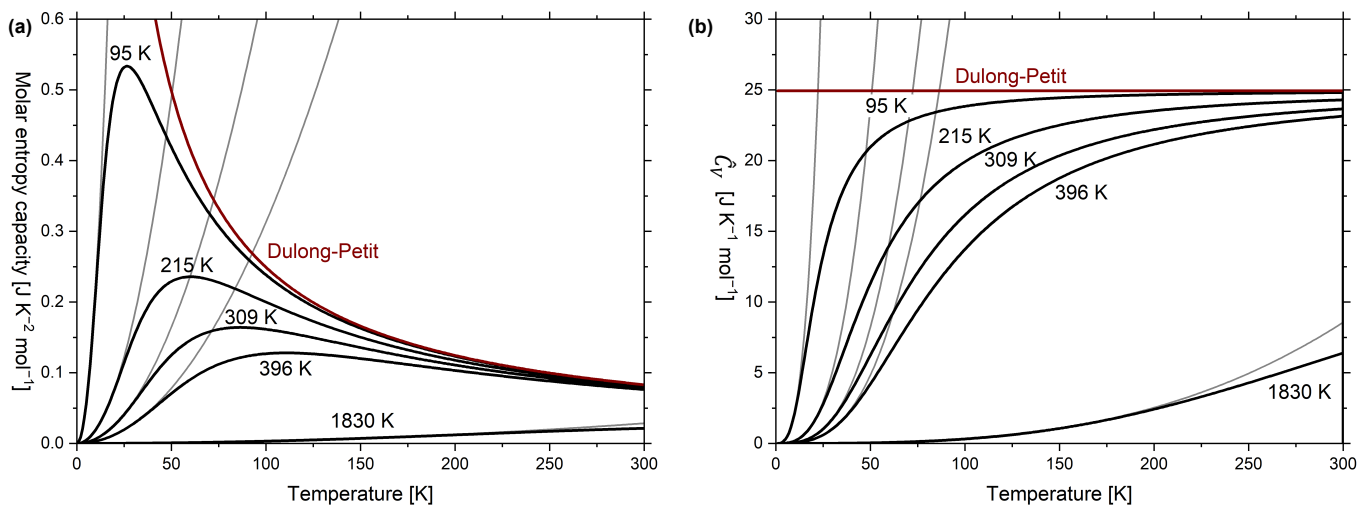 (a)
Molar entropy capacity [J K⁻² mol⁻¹]
0.6
0.5
0.4
0.3
0.2
0.1
0.0
95 K
Dulong-Petit
215 K
309 K
396 K
1830 K
0 50 100 150 200 250 300
Temperature [K]
(b)
Ĉ_V [J K⁻¹ mol⁻¹]
30
25
20
15
10
5
0
Dulong-Petit
95 K
215 K
309 K
396 K
1830 K
0 50 100 150 200 250 300
Temperature [K]